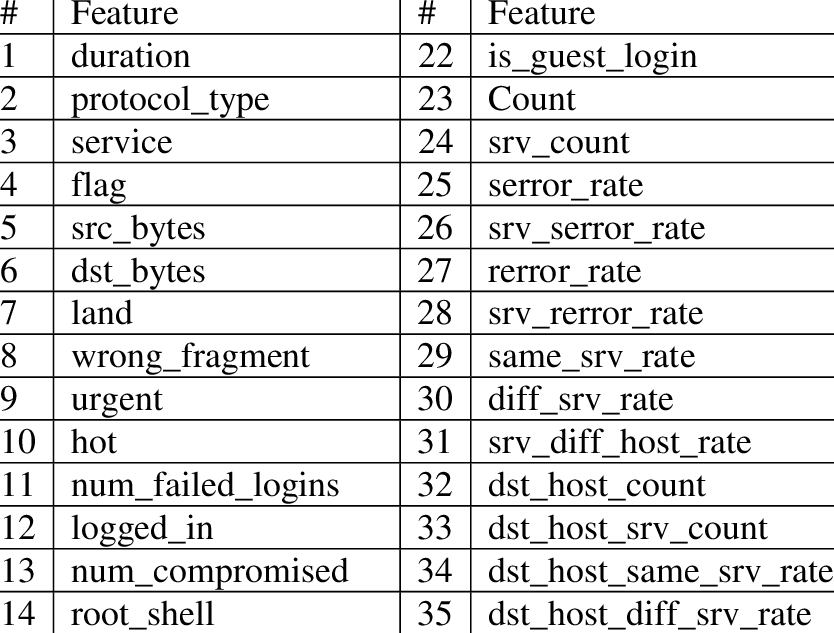 # Feature # Feature
1 duration 22 is_guest_login
2 protocol_type 23 Count
3 service 24 srv_count
4 flag 25 serror_rate
5 src_bytes 26 srv_serror_rate
6 dst_bytes 27 rerror_rate
7 land 28 srv_rerror_rate
8 wrong_fragment 29 same_srv_rate
9 urgent 30 diff_srv_rate
10 hot 31 srv_diff_host_rate
11 num_failed_logins 32 dst_host_count
12 logged_in 33 dst_host_srv_count
13 num_compromised 34 dst_host_same_srv_rate
14 root_shell 35 dst_host_diff_srv_rate